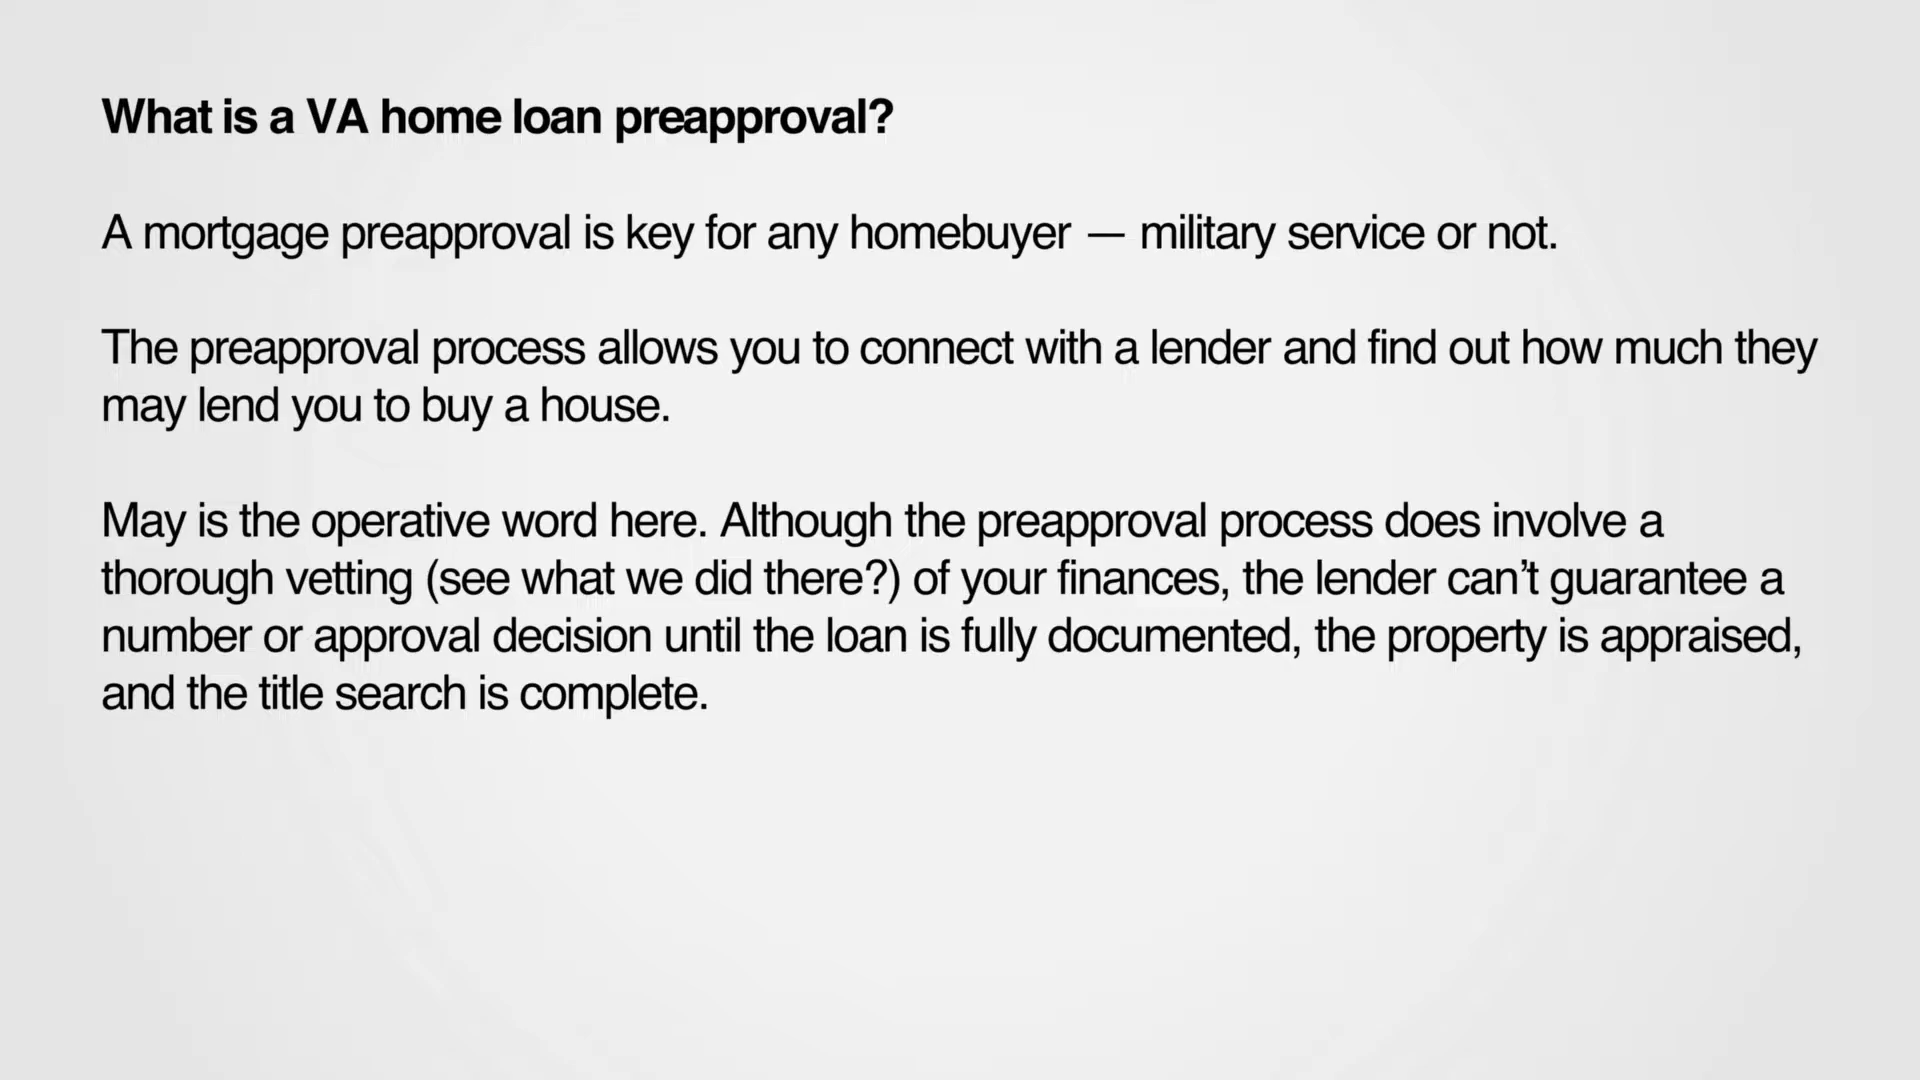 What is a VA home loan preapproval?
A mortgage preapproval is key for any homebuyer — military service or not.
The preapproval process allows you to connect with a lender and find out how much they
may lend you to buy a house.
May is the operative word here. Although the preapproval process does involve a
thorough vetting (see what we did there?) of your finances, the lender can’t guarantee a
number or approval decision until the loan is fully documented, the property is appraised,
and the title search is complete.